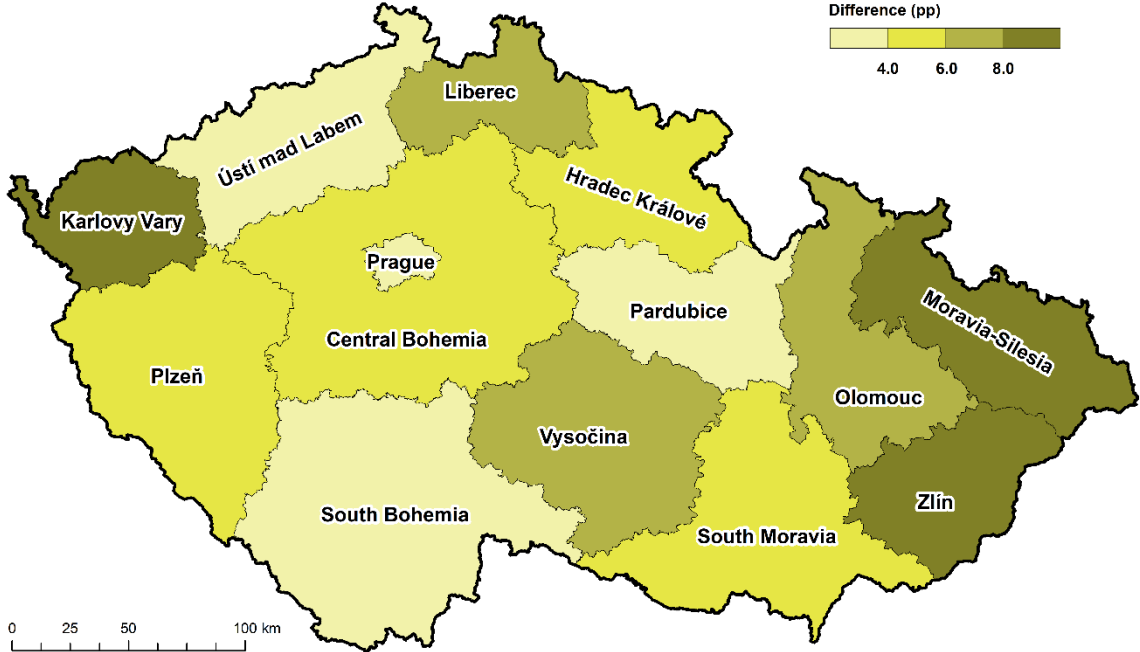 Difference (pp)
4.0 6.0 8.0
Liberec
Ústí mad Labem
Hradec Králové
Karlovy Vary
Prague
Pardubice
Moravia-Silesia
Central Bohemia
Plzeň
Olomouc
Vysočina
Zlín
South Bohemia
South Moravia
0 25 50 100 km